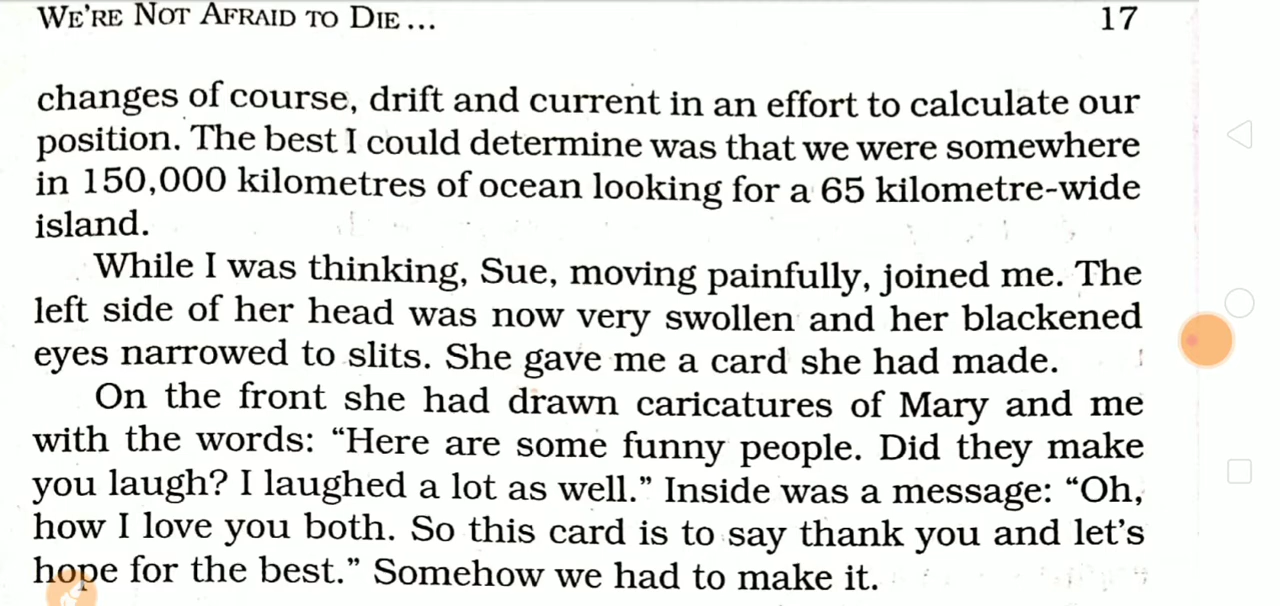 WE'RE NOT AFRAID TO DIE... 17
changes of course, drift and current in an effort to calculate our
position. The best I could determine was that we were somewhere
in 150,000 kilometres of ocean looking for a 65 kilometre-wide
island.
While I was thinking, Sue, moving painfully, joined me. The
left side of her head was now very swollen and her blackened
eyes narrowed to slits. She gave me a card she had made.
On the front she had drawn caricatures of Mary and me
with the words: “Here are some funny people. Did they make
you laugh? I laughed a lot as well.” Inside was a message: “Oh,
how I love you both. So this card is to say thank you and let's
hope for the best.” Somehow we had to make it.